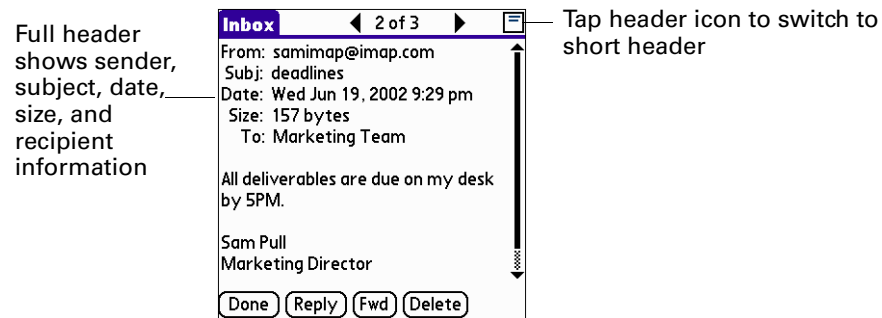 Full header
shows sender,
subject, date,
size, and
recipient
information
Inbox 2 of 3
From: samimap@imap.com
Subj: deadlines
Date: Wed Jun 19, 2002 9:29 pm
Size: 157 bytes
To: Marketing Team
All deliverables are due on my desk
by 5PM.
Sam Pull
Marketing Director
Done Reply Fwd Delete
Tap header icon to switch to
short header